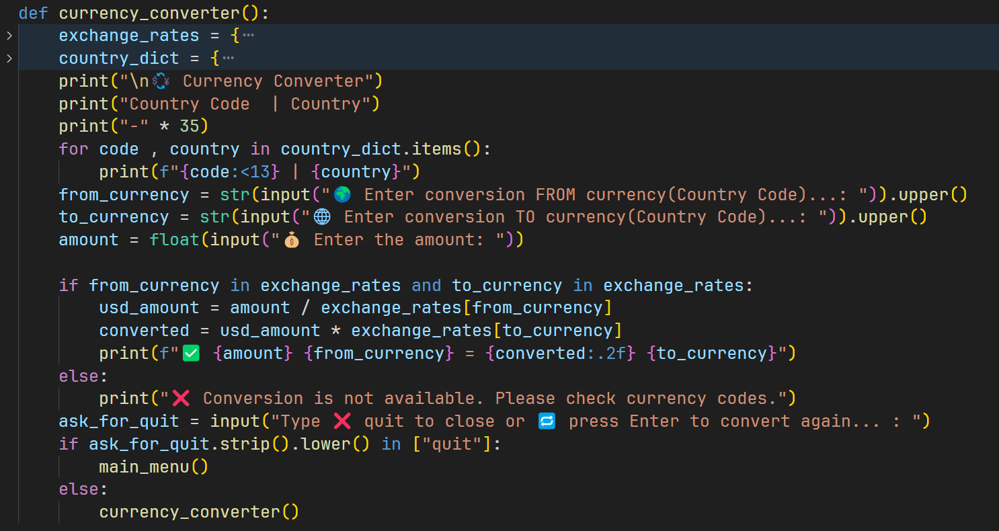 def currency_converter():
    exchange_rates = {···
    country_dict = {···
    print("\n💱 Currency Converter")
    print("Country Code  | Country")
    print("-" * 35)
    for code , country in country_dict.items():
        print(f"{code:<13} | {country}")
    from_currency = str(input("🌍 Enter conversion FROM currency(Country Code)...: ")).upper()
    to_currency = str(input("🌐 Enter conversion TO currency(Country Code)...: ")).upper()
    amount = float(input("💰 Enter the amount: "))

    if from_currency in exchange_rates and to_currency in exchange_rates:
        usd_amount = amount / exchange_rates[from_currency]
        converted = usd_amount * exchange_rates[to_currency]
        print(f"✅ {amount} {from_currency} = {converted:.2f} {to_currency}")
    else:
        print("❌ Conversion is not available. Please check currency codes.")
    ask_for_quit = input("Type ❌ quit to close or 🔁 press Enter to convert again... : ")
    if ask_for_quit.strip().lower() in ["quit"]:
        main_menu()
    else:
        currency_converter()